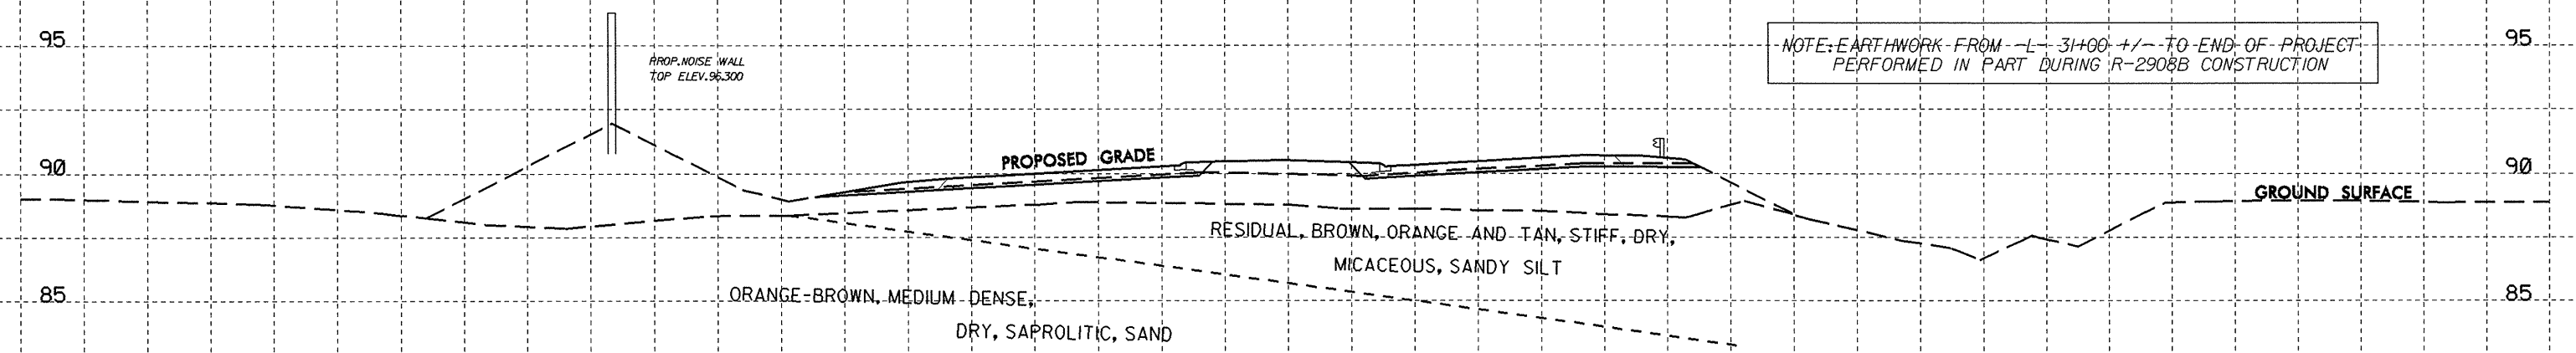 95
PROP. NOISE WALL
TOP ELEV. 96.300
NOTE: EARTHWORK FROM -L- 31+00 +/- TO END OF PROJECT
PERFORMED IN PART DURING R-2908B CONSTRUCTION
95
90
PROPOSED GRADE
90
GROUND SURFACE
RESIDUAL, BROWN, ORANGE AND TAN, STIFF, DRY,
MICACEOUS, SANDY SILT
85
ORANGE-BROWN, MEDIUM DENSE,
DRY, SAPROLITIC, SAND
85